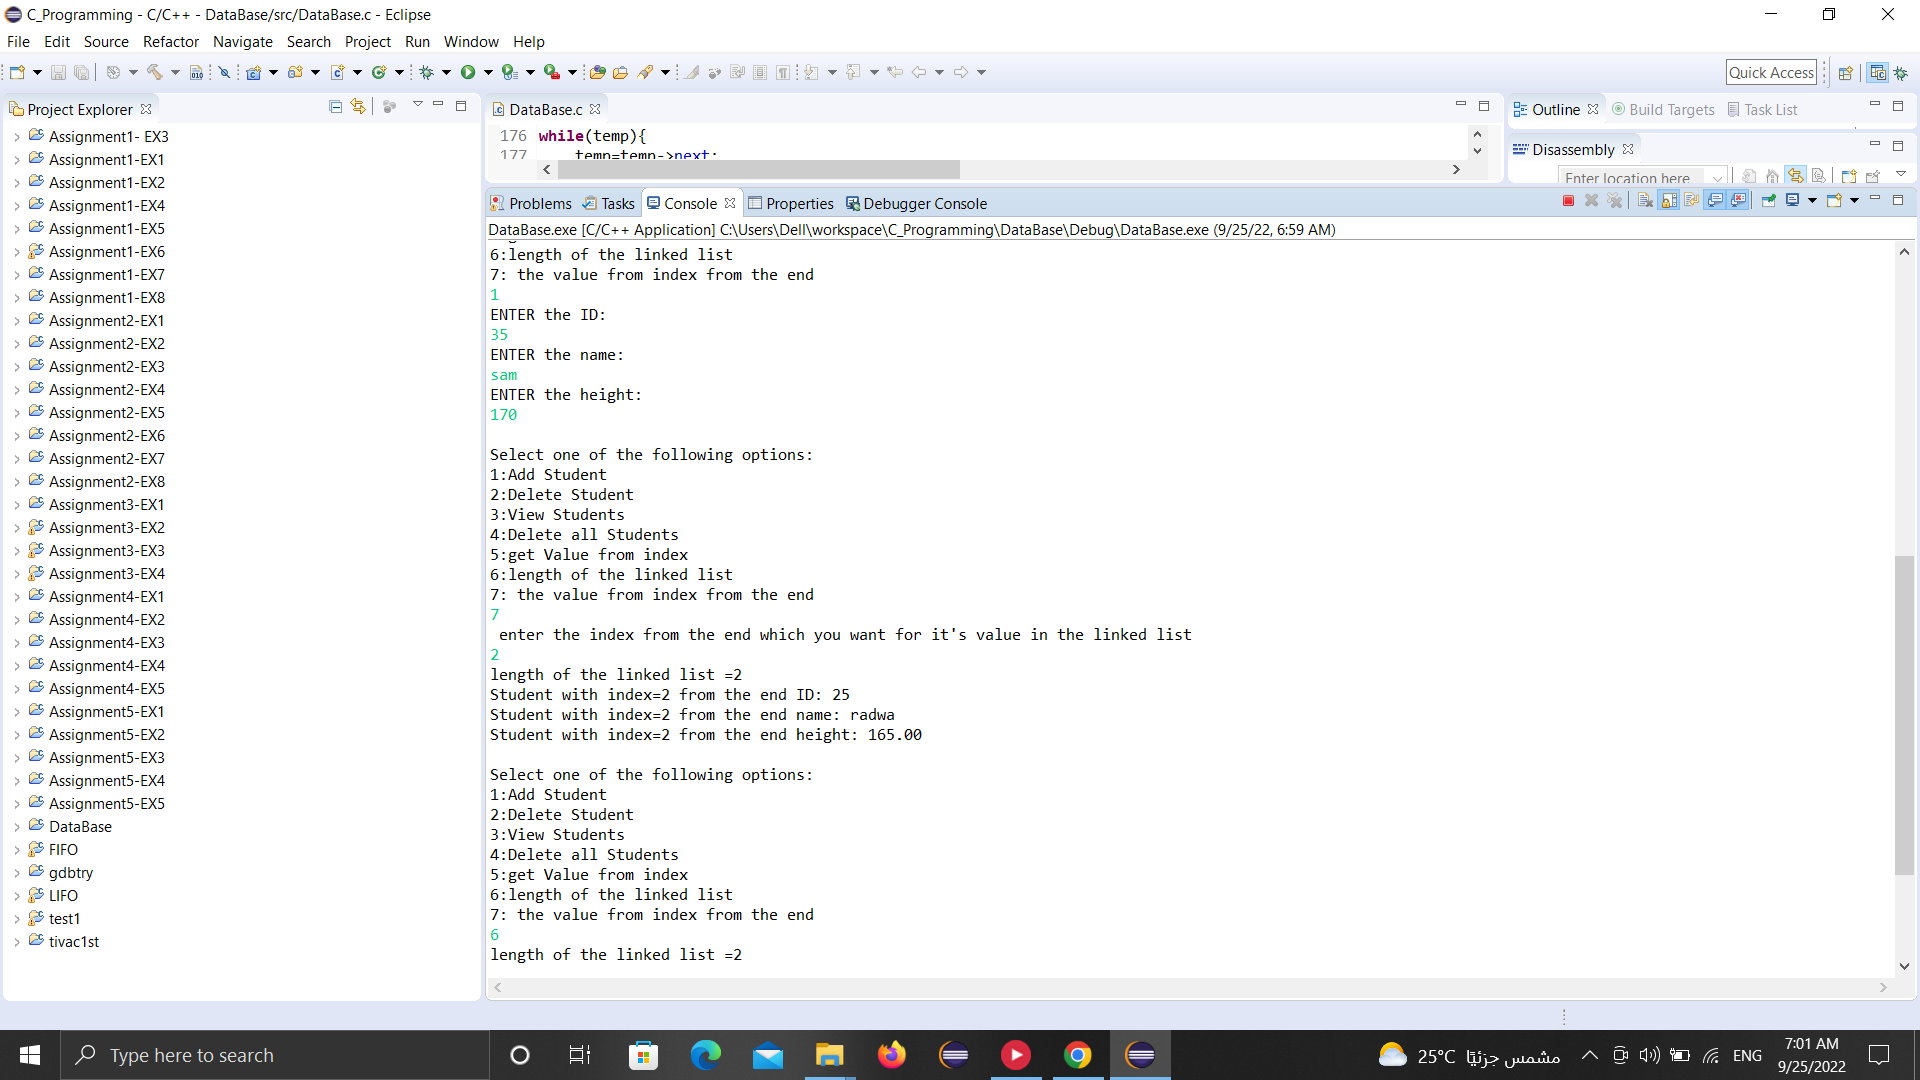 C_Programming - C/C++ - DataBase/src/DataBase.c - Eclipse
File Edit Source Refactor Navigate Search Project Run Window Help
Quick Access
Project Explorer
Assignment1- EX3
Assignment1-EX1
Assignment1-EX2
Assignment1-EX4
Assignment1-EX5
Assignment1-EX6
Assignment1-EX7
Assignment1-EX8
Assignment2-EX1
Assignment2-EX2
Assignment2-EX3
Assignment2-EX4
Assignment2-EX5
Assignment2-EX6
Assignment2-EX7
Assignment2-EX8
Assignment3-EX1
Assignment3-EX2
Assignment3-EX3
Assignment3-EX4
Assignment4-EX1
Assignment4-EX2
Assignment4-EX3
Assignment4-EX4
Assignment4-EX5
Assignment5-EX1
Assignment5-EX2
Assignment5-EX3
Assignment5-EX4
Assignment5-EX5
DataBase
FIFO
gdbtry
LIFO
test1
tivac1st
DataBase.c
176 while(temp){
177 temp=temp->next;
Outline Build Targets Task List
Disassembly
Enter location here
Problems Tasks Console Properties Debugger Console
DataBase.exe [C/C++ Application] C:\Users\Dell\workspace\C_Programming\DataBase\Debug\DataBase.exe (9/25/22, 6:59 AM)
6:length of the linked list
7: the value from index from the end
1
ENTER the ID:
35
ENTER the name:
sam
ENTER the height:
170
Select one of the following options:
1:Add Student
2:Delete Student
3:View Students
4:Delete all Students
5:get Value from index
6:length of the linked list
7: the value from index from the end
7
enter the index from the end which you want for it's value in the linked list
2
length of the linked list =2
Student with index=2 from the end ID: 25
Student with index=2 from the end name: radwa
Student with index=2 from the end height: 165.00
Select one of the following options:
1:Add Student
2:Delete Student
3:View Students
4:Delete all Students
5:get Value from index
6:length of the linked list
7: the value from index from the end
6
length of the linked list =2
Type here to search
25°C مشمس جزئيًا
ENG
7:01 AM
9/25/2022